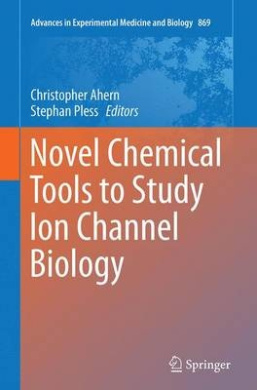 Advances in Experimental Medicine and Biology 869
Christopher Ahern
Stephan Pless Editors
Novel Chemical
Tools to Study
Ion Channel
Biology
Springer